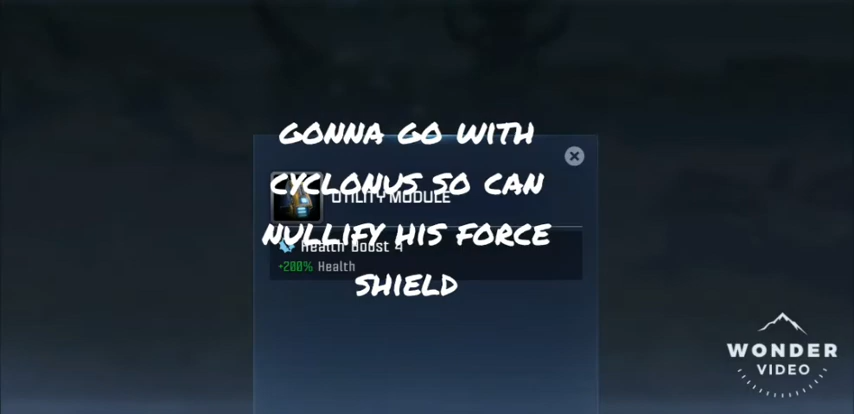 GONNA GO WITH
CYCLONUS SO CAN
UTILITY MODULE
NULLIFY HIS FORCE
Health Boost 4
+200% Health
SHIELD
WONDER
VIDEO